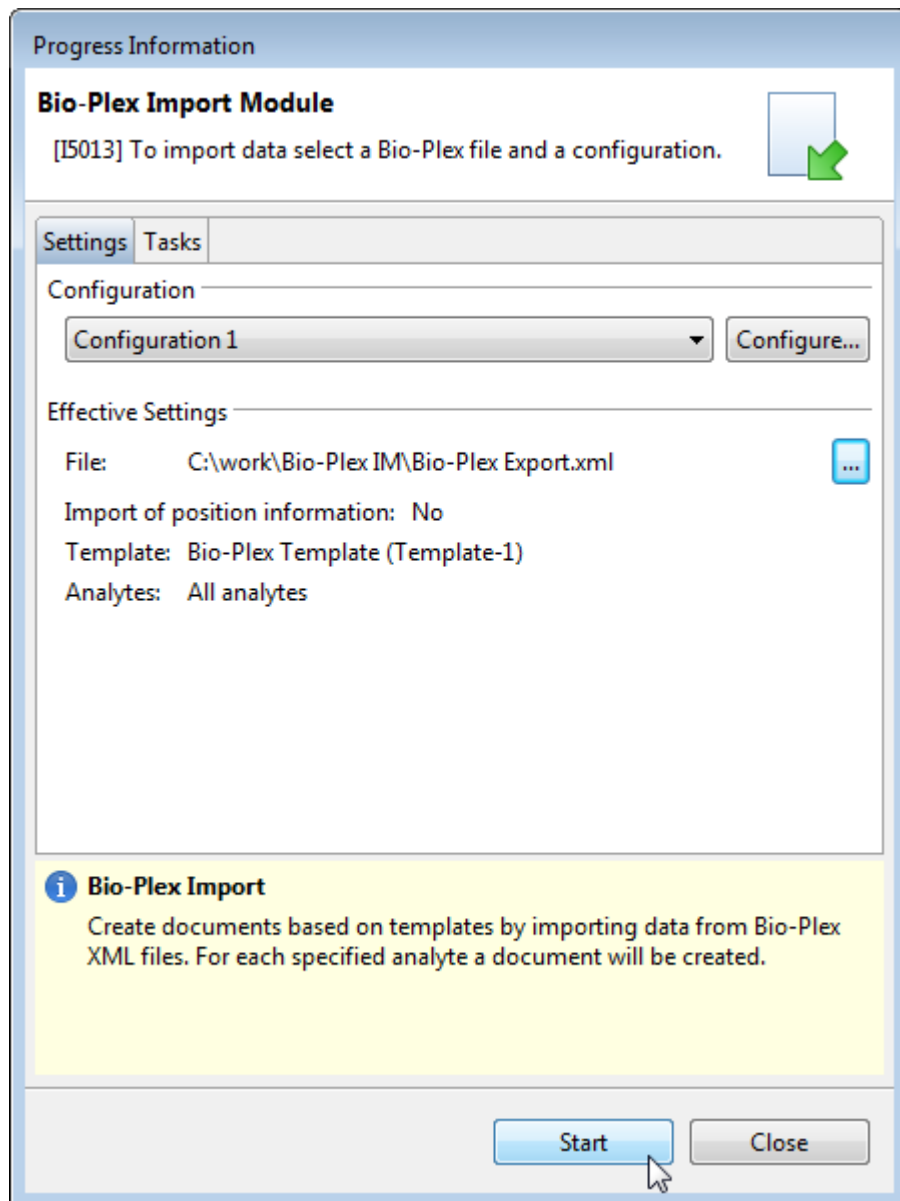 Progress Information
Bio-Plex Import Module
[I5013] To import data select a Bio-Plex file and a configuration.
Settings Tasks
Configuration
Configuration 1 Configure...
Effective Settings
File: C:\work\Bio-Plex IM\Bio-Plex Export.xml ...
Import of position information: No
Template: Bio-Plex Template (Template-1)
Analytes: All analytes
Bio-Plex Import
Create documents based on templates by importing data from Bio-Plex
XML files. For each specified analyte a document will be created.
Start Close